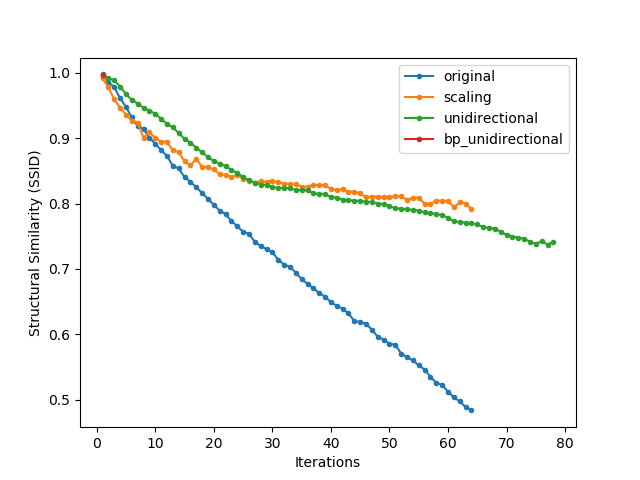 original
scaling
unidirectional
bp_unidirectional
Structural Similarity (SSID)
1.0
0.9
0.8
0.7
0.6
0.5
0 10 20 30 40 50 60 70 80
Iterations